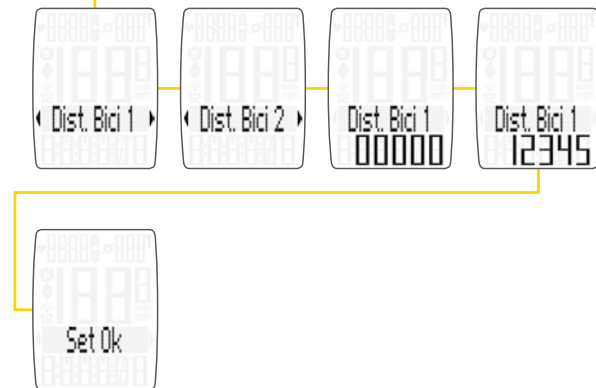 Dist. Bici 1
Dist. Bici 2
Dist. Bici 1
00000
Dist. Bici 1
12345
Set Ok